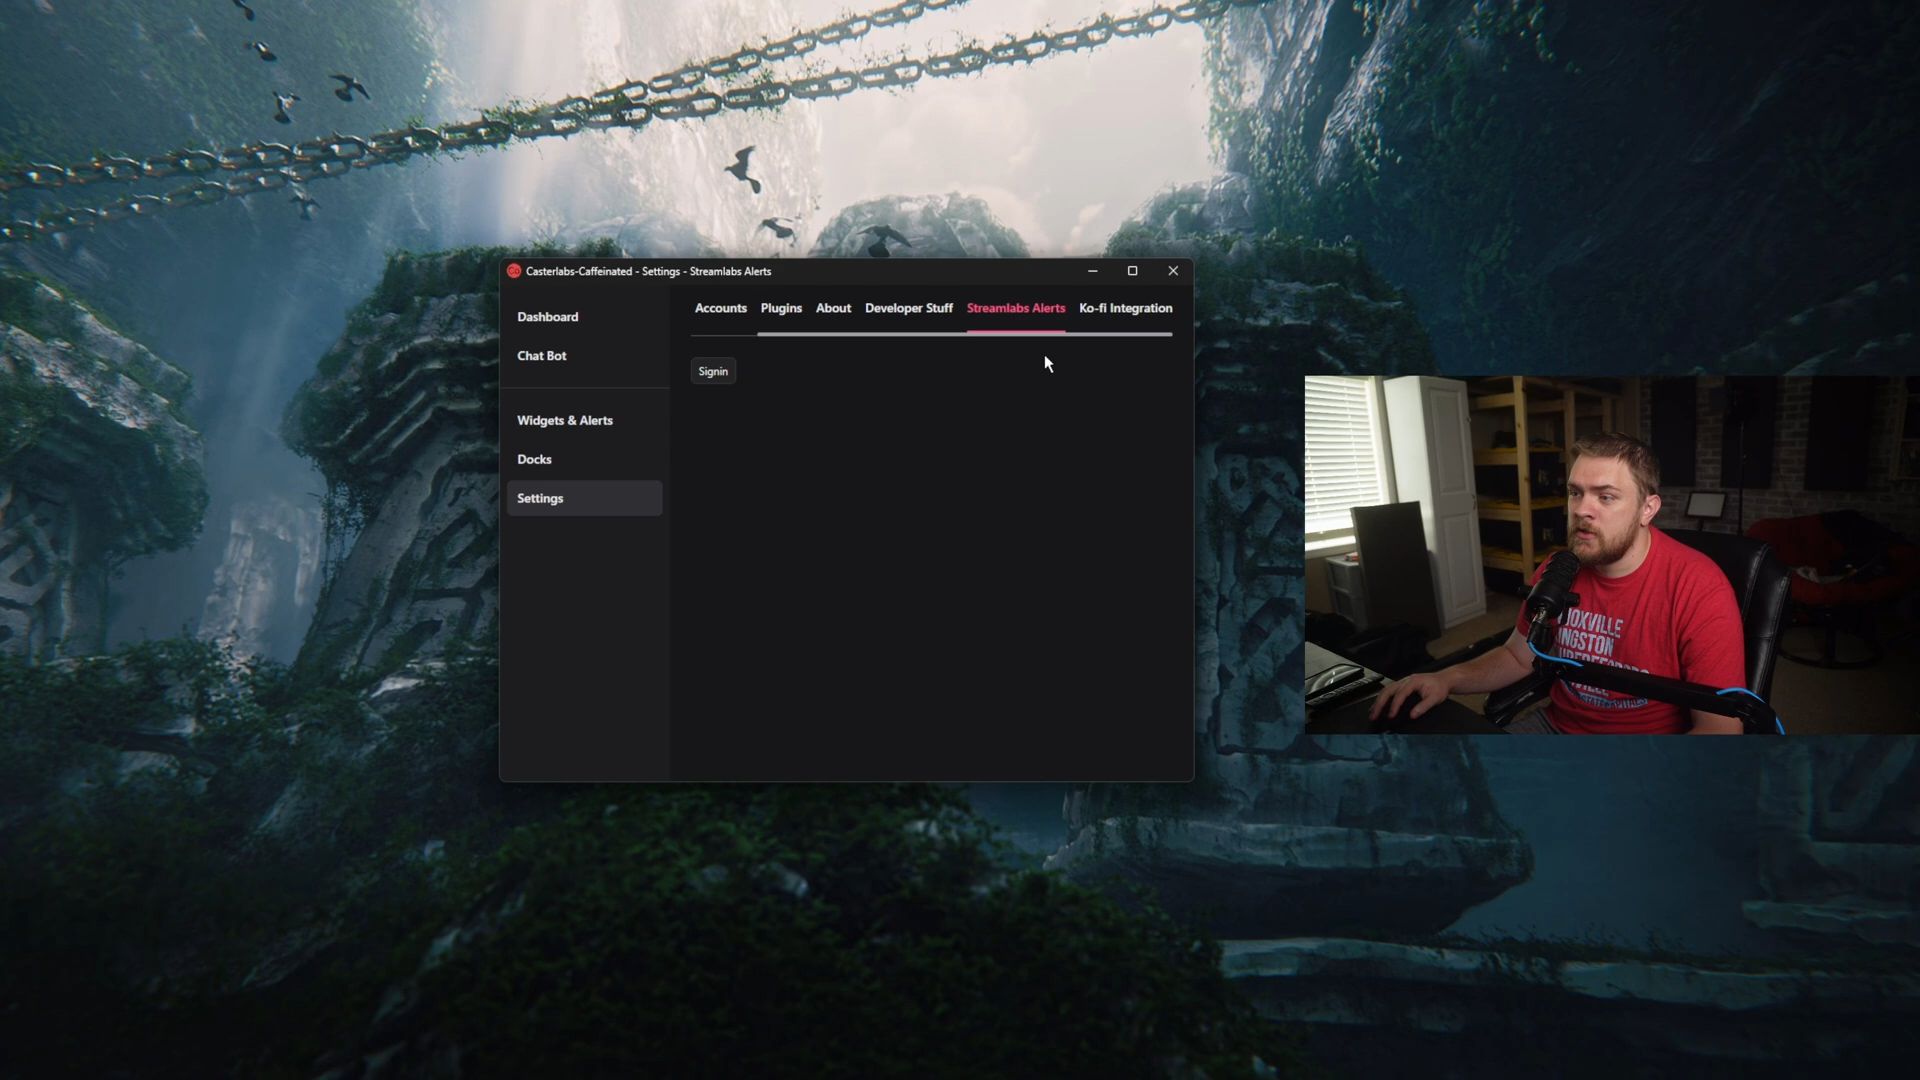 Casterlabs-Caffeinated - Settings - Streamlabs Alerts
Dashboard
Chat Bot
Widgets & Alerts
Docks
Settings
Accounts Plugins About Developer Stuff Streamlabs Alerts Ko-fi Integration
Signin